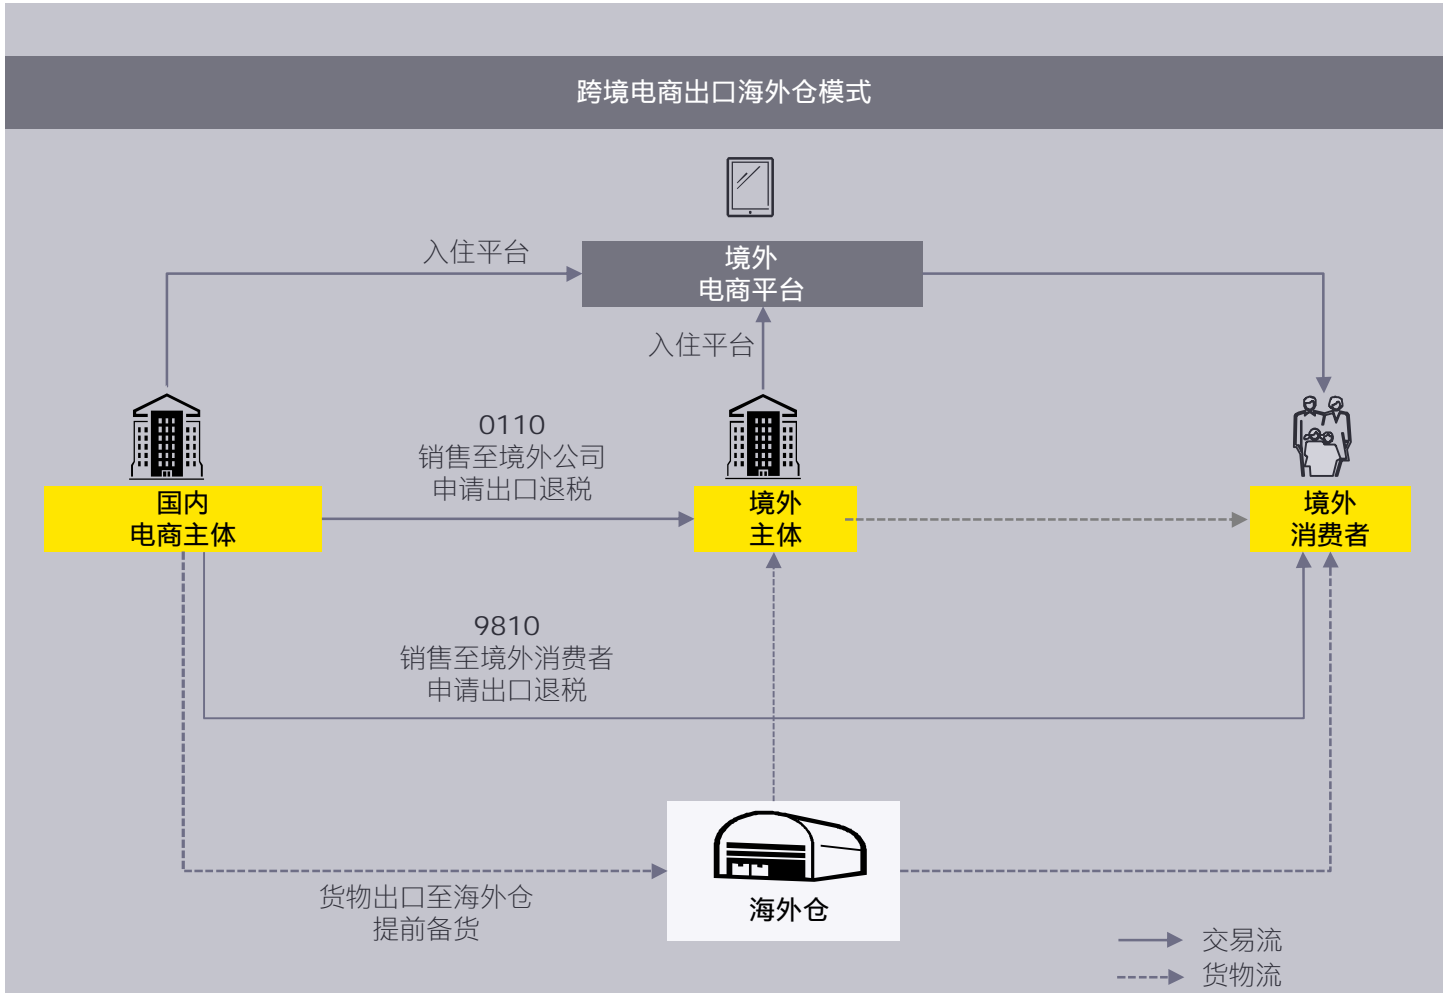 跨境电商出口海外仓模式
入住平台
境外
电商平台
入住平台
0110
销售至境外公司
申请出口退税
国内
电商主体
境外
主体
境外
消费者
9810
销售至境外消费者
申请出口退税
海外仓
货物出口至海外仓
提前备货
交易流
货物流